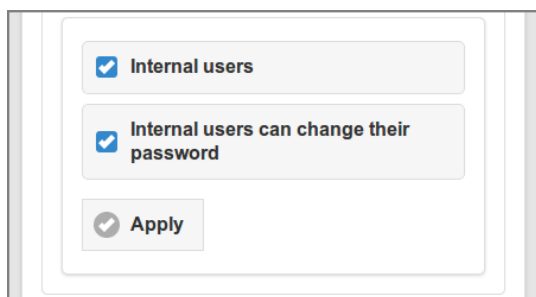 Internal users
Internal users can change their
password
Apply